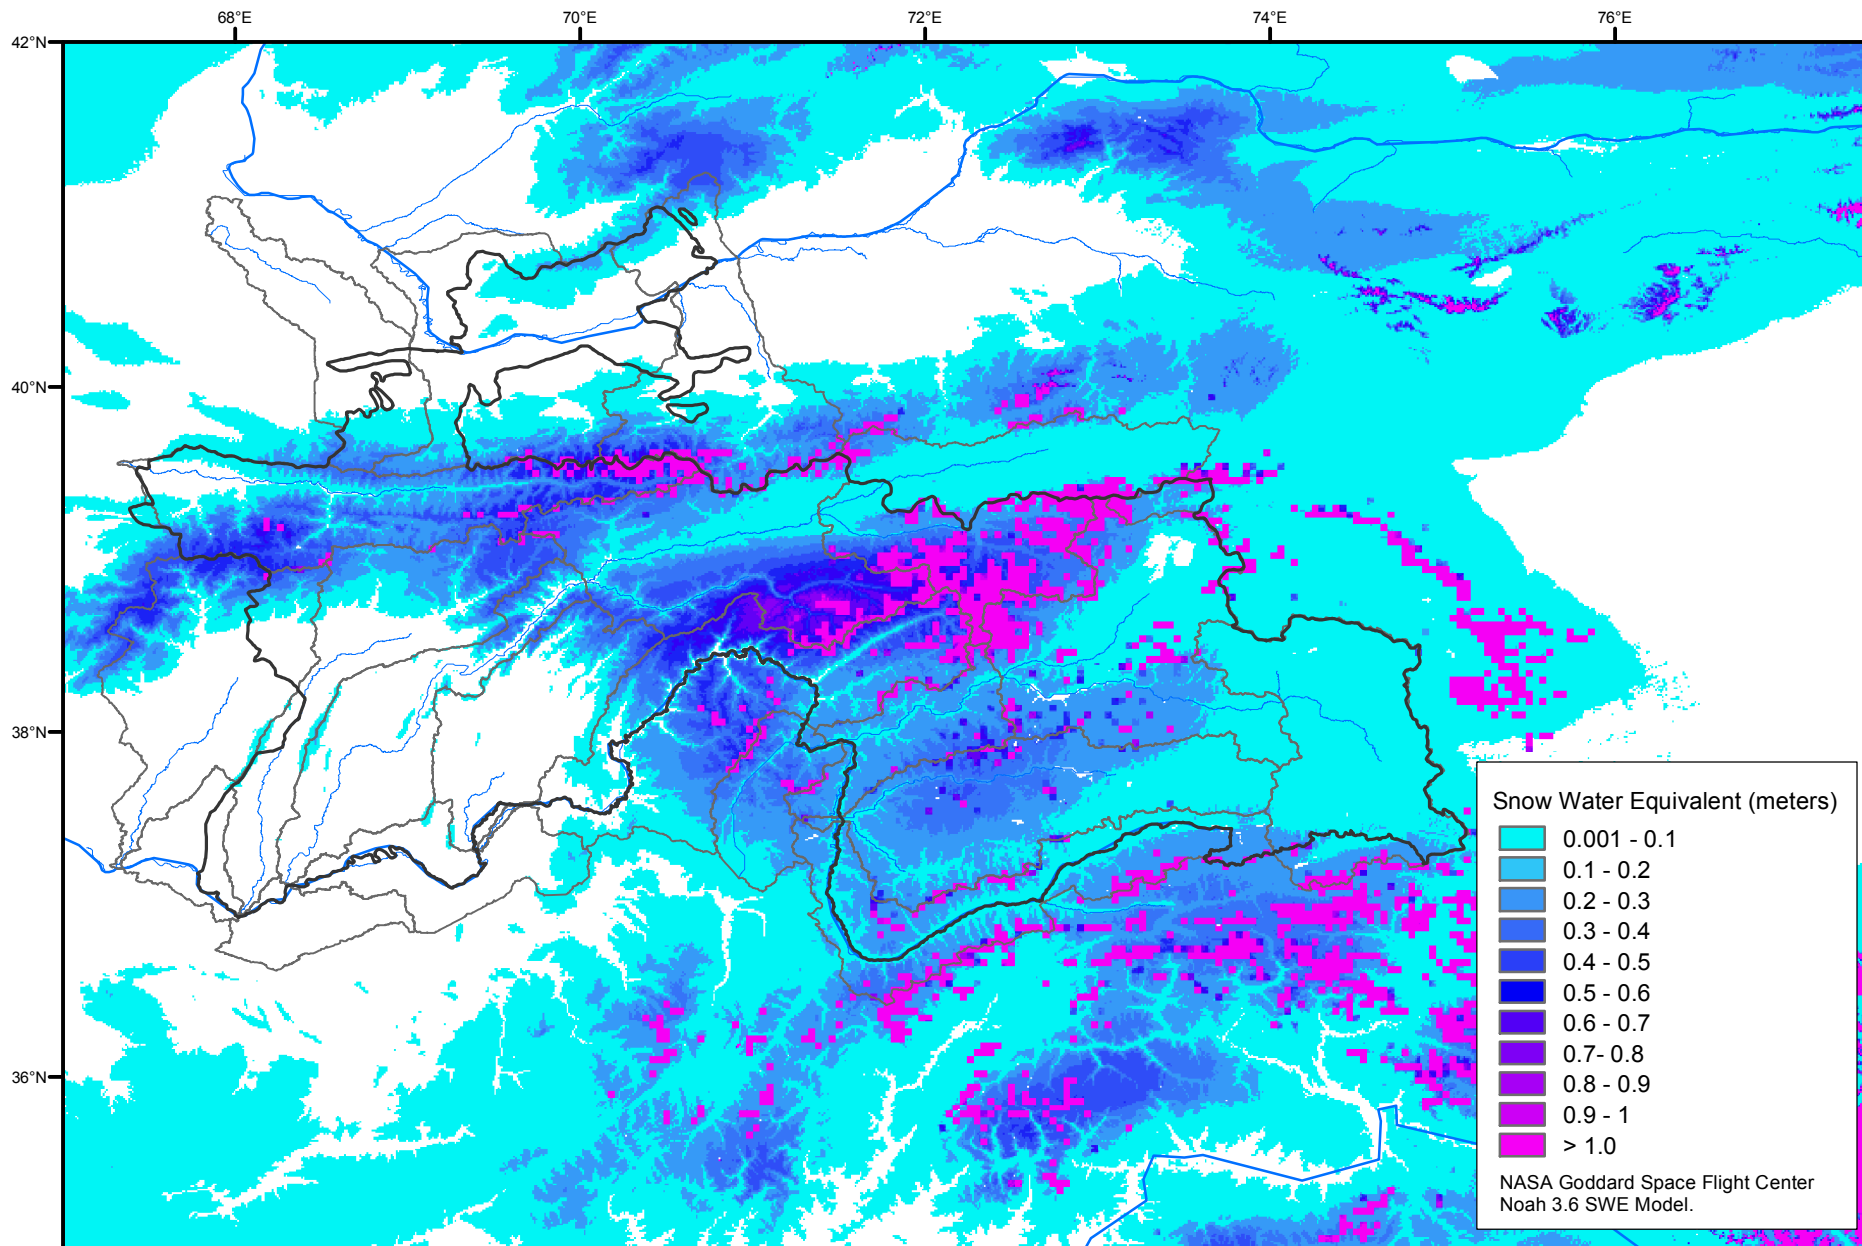 68°E
70°E
72°E
74°E
76°E
42°N
40°N
38°N
36°N
Snow Water Equivalent (meters)
0.001 - 0.1
0.1 - 0.2
0.2 - 0.3
0.3 - 0.4
0.4 - 0.5
0.5 - 0.6
0.6 - 0.7
0.7- 0.8
0.8 - 0.9
0.9 - 1
> 1.0
NASA Goddard Space Flight Center
Noah 3.6 SWE Model.